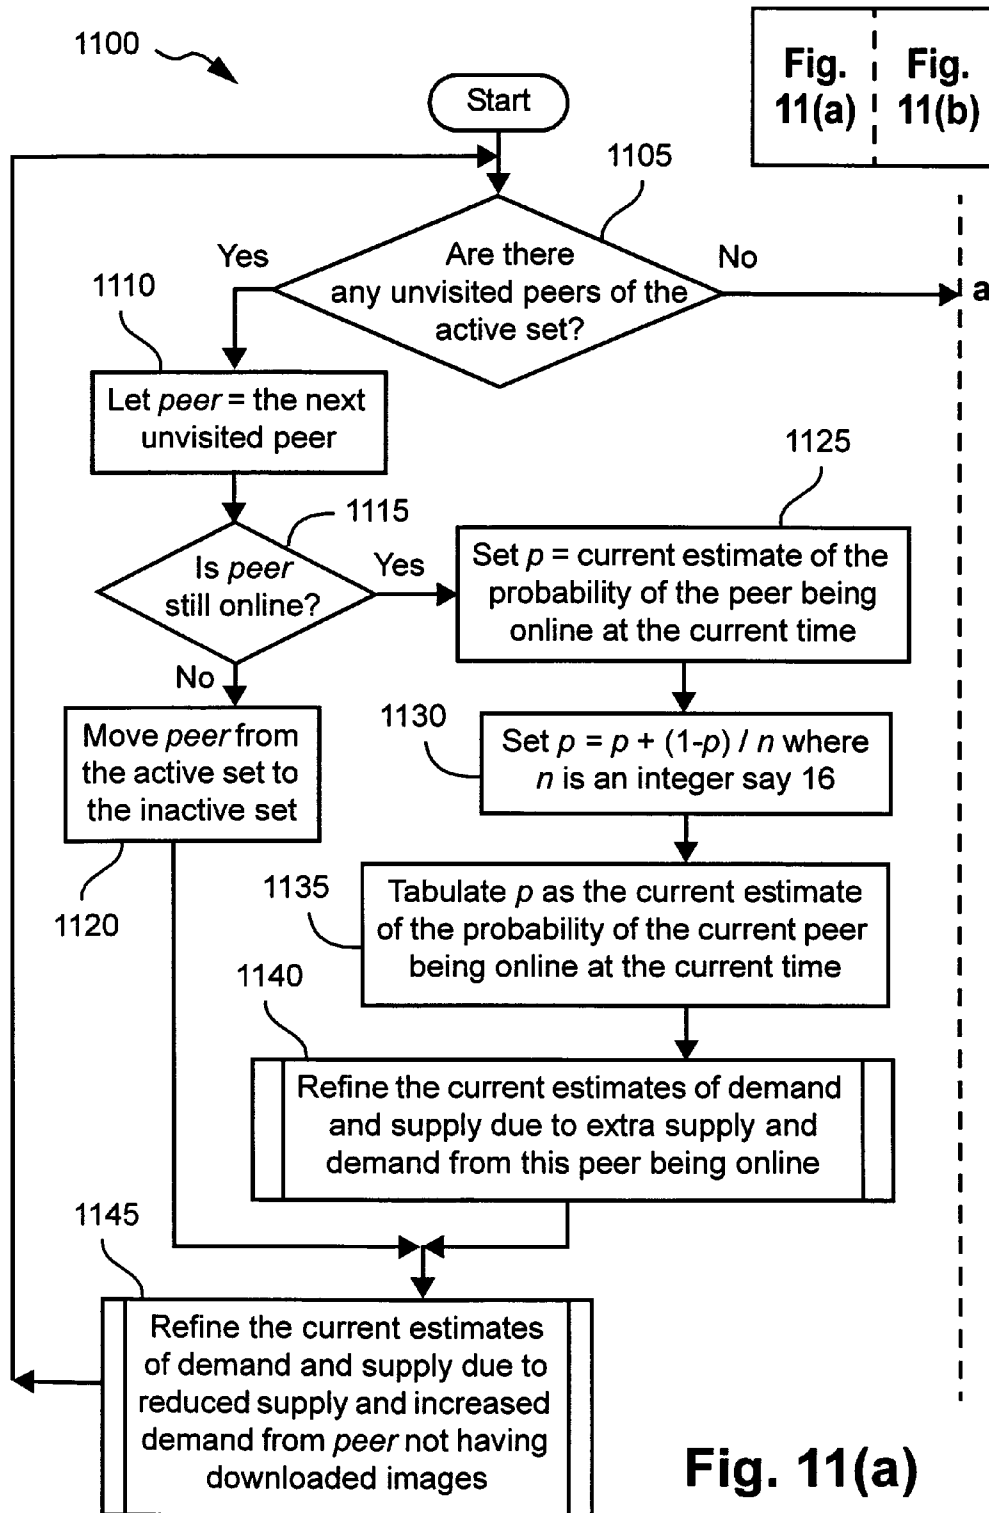 1100
Start
Fig. 11(a)
Fig. 11(b)
1105
Are there
any unvisited peers of the
active set?
Yes
No
a
1110
Let peer = the next
unvisited peer
1115
Is peer
still online?
Yes
No
1125
Set p = current estimate of the
probability of the peer being
online at the current time
1130
Set p = p + (1-p) / n where
n is an integer say 16
Move peer from
the active set to
the inactive set
1120
1135
Tabulate p as the current estimate
of the probability of the current peer
being online at the current time
1140
Refine the current estimates of demand
and supply due to extra supply and
demand from this peer being online
1145
Refine the current estimates
of demand and supply due to
reduced supply and increased
demand from peer not having
downloaded images
Fig. 11(a)